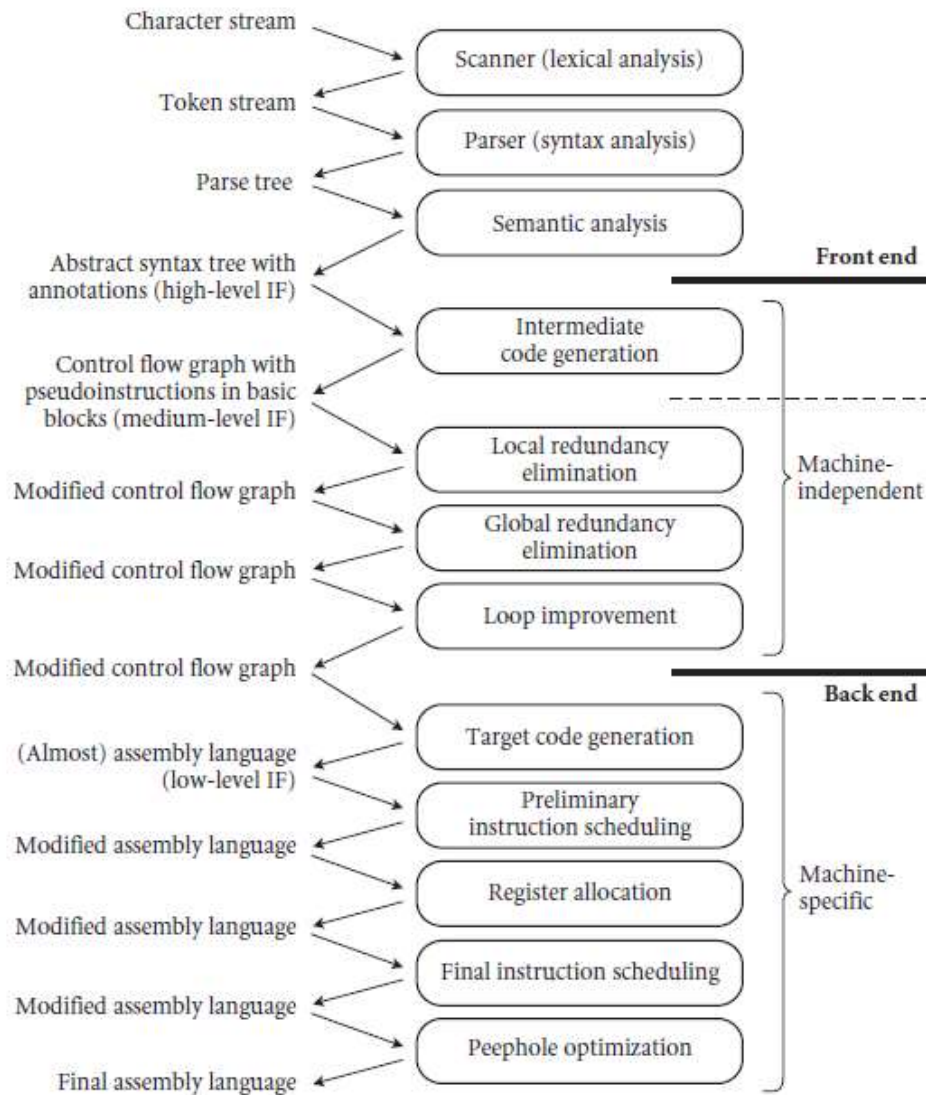 Character stream
Scanner (lexical analysis)
Token stream
Parser (syntax analysis)
Parse tree
Semantic analysis
Front end
Abstract syntax tree with
annotations (high-level IF)
Intermediate
code generation
Control flow graph with
pseudoinstructions in basic
blocks (medium-level IF)
Local redundancy
elimination
Machine-
independent
Modified control flow graph
Global redundancy
elimination
Modified control flow graph
Loop improvement
Modified control flow graph
Back end
Target code generation
(Almost) assembly language
(low-level IF)
Preliminary
instruction scheduling
Modified assembly language
Register allocation
Machine-
specific
Modified assembly language
Final instruction scheduling
Modified assembly language
Peephole optimization
Final assembly language